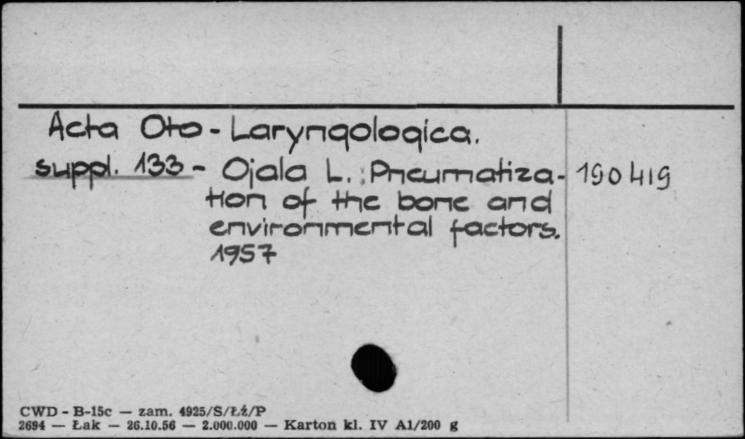 Acta Oto-Laryngologica.
suppl. 133 - Ojala L.: Pneumatiza- 190419
tion of the bone and
environmental factors.
1957
CWD - B-15c — zam. 4925/S/Łź/P
2694 — Łak — 26.10.56 — 2.000.000 — Karton kl. IV A1/200 g